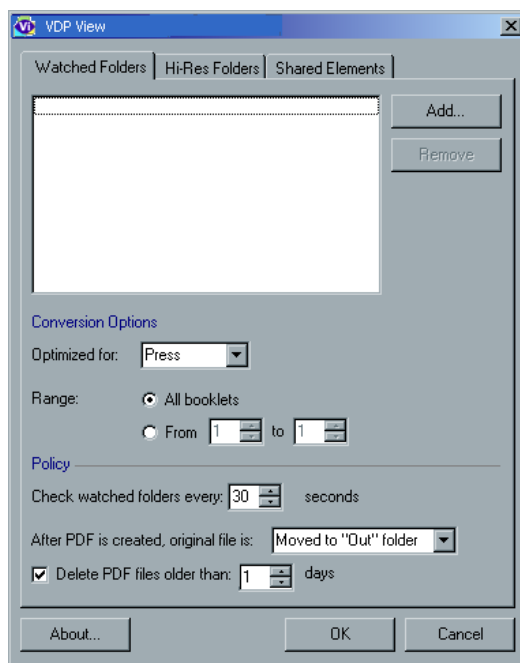 Vi VDP View
Watched Folders Hi-Res Folders Shared Elements
Add...
Remove
Conversion Options
Optimized for: Press
Range: All booklets
From 1 to 1
Policy
Check watched folders every: 30 seconds
After PDF is created, original file is: Moved to "Out" folder
Delete PDF files older than: 1 days
About... OK Cancel